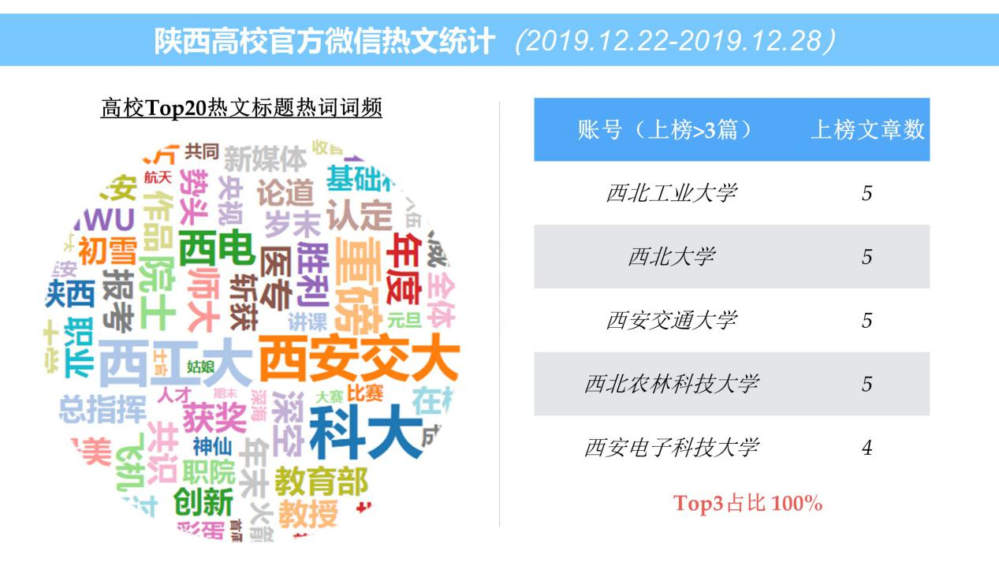 陕西高校官方微信热文统计（2019.12.22-2019.12.28）
高校Top20热文标题热词词频
共同
新媒体
航天
势头
央视
论道
基础
安
作品
岁末
认定
WU
初雪
西电
医专
胜利
重磅
年度
威
陕西
报考
院士
师大
斩获
讲课
元旦
全体
职业
西工大
士官
姑娘
西安交大
总指挥
人才
期末
深海
大赛
比赛
在
获奖
深空
科大
成
美
飞机
共识
神仙
年末
职院
教育部
创新
火箭
教授
彩蛋
账号（上榜>3篇） 上榜文章数
西北工业大学 5
西北大学 5
西安交通大学 5
西北农林科技大学 5
西安电子科技大学 4
Top3占比 100%